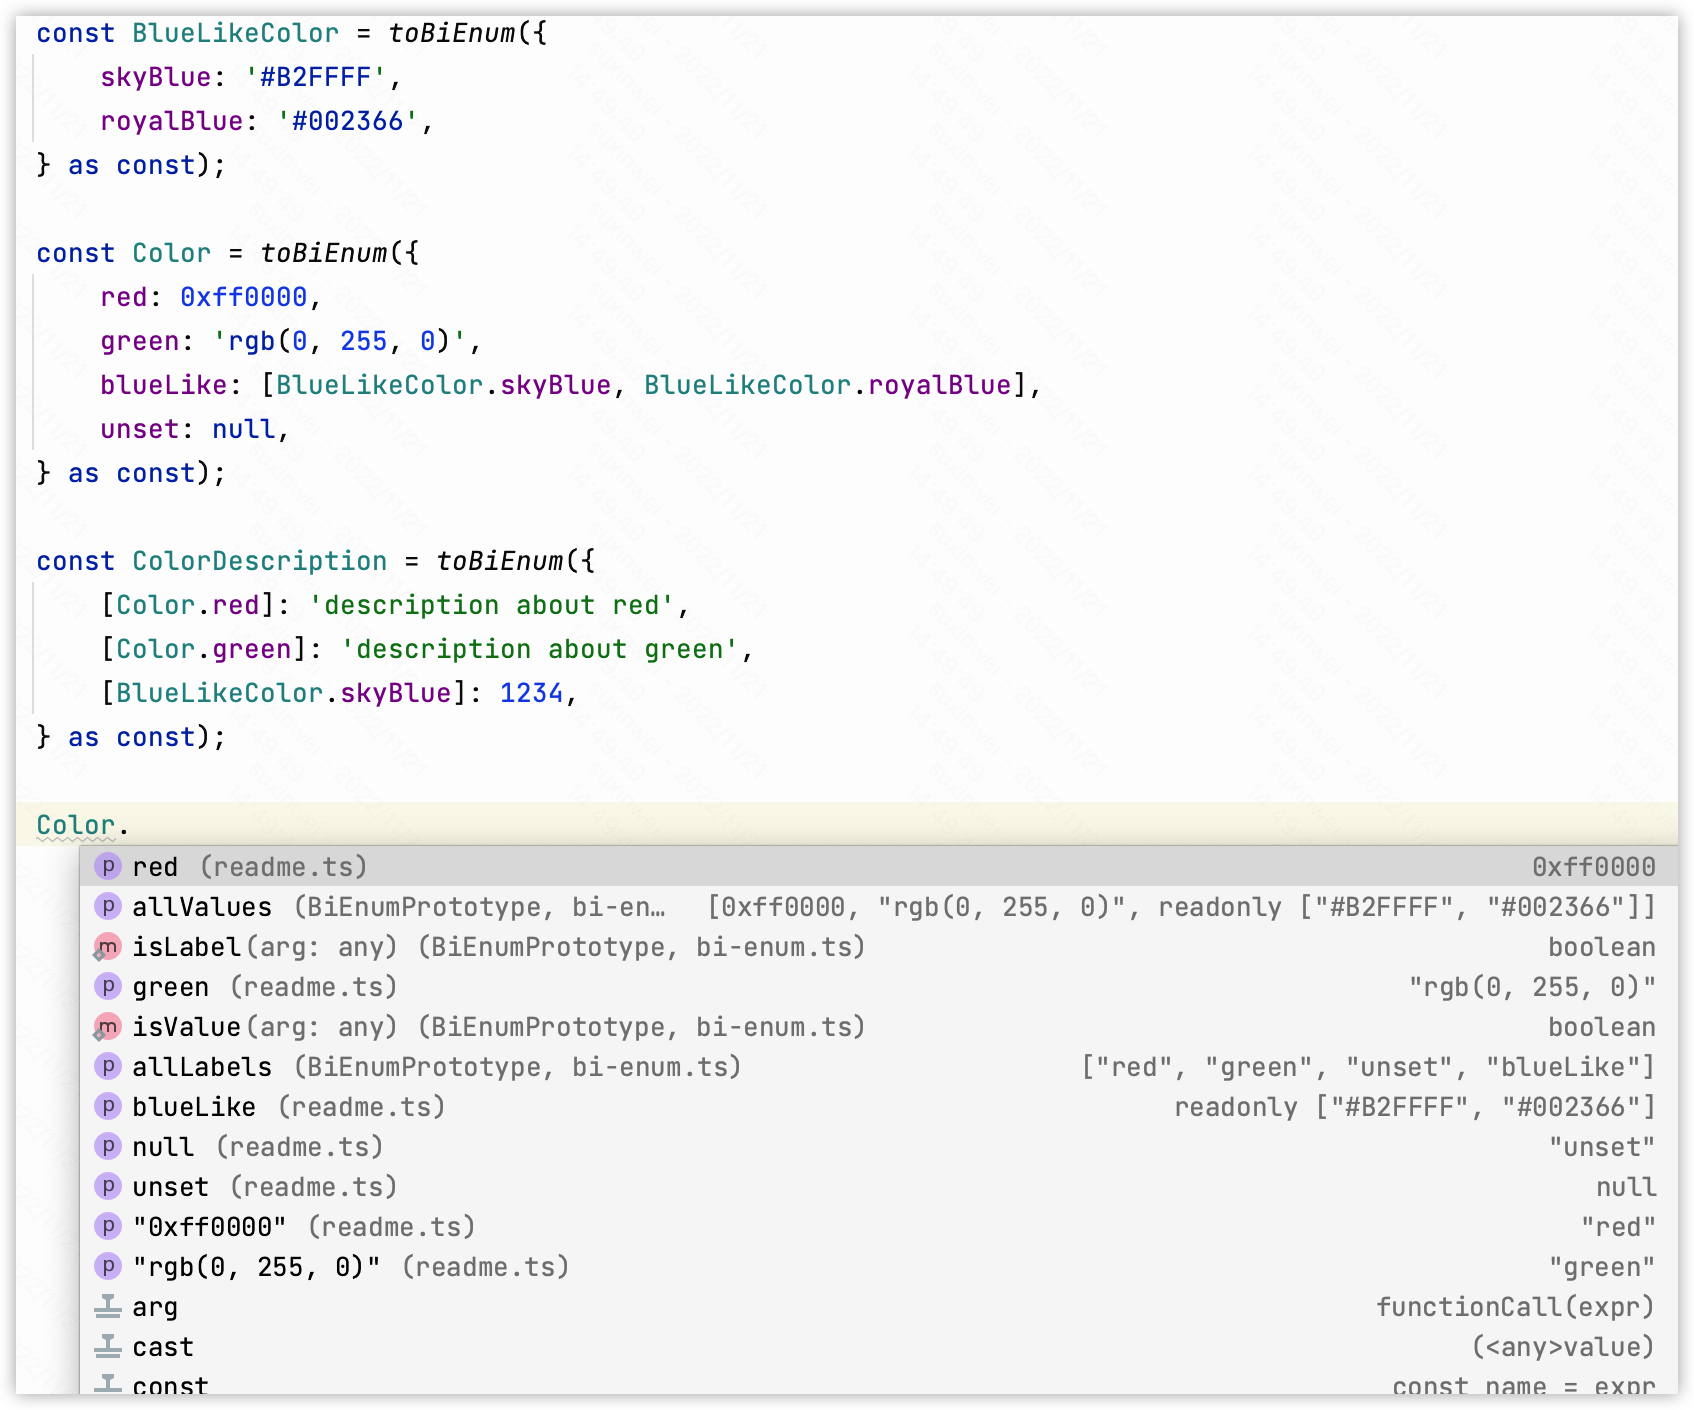 const BlueLikeColor = toBiEnum({
    skyBlue: '#B2FFFF',
    royalBlue: '#002366',
} as const);
const Color = toBiEnum({
    red: 0xff0000,
    green: 'rgb(0, 255, 0)',
    blueLike: [BlueLikeColor.skyBlue, BlueLikeColor.royalBlue],
    unset: null,
} as const);
const ColorDescription = toBiEnum({
    [Color.red]: 'description about red',
    [Color.green]: 'description about green',
    [BlueLikeColor.skyBlue]: 1234,
} as const);
Color.
p red (readme.ts) 0xff0000
p allValues (BiEnumPrototype, bi-en… [0xff0000, "rgb(0, 255, 0)", readonly ["#B2FFFF", "#002366"]]
m isLabel(arg: any) (BiEnumPrototype, bi-enum.ts) boolean
p green (readme.ts) "rgb(0, 255, 0)"
m isValue(arg: any) (BiEnumPrototype, bi-enum.ts) boolean
p allLabels (BiEnumPrototype, bi-enum.ts) ["red", "green", "unset", "blueLike"]
p blueLike (readme.ts) readonly ["#B2FFFF", "#002366"]
p null (readme.ts) "unset"
p unset (readme.ts) null
p "0xff0000" (readme.ts) "red"
p "rgb(0, 255, 0)" (readme.ts) "green"
arg functionCall(expr)
cast (<any>value)
const const name = expr